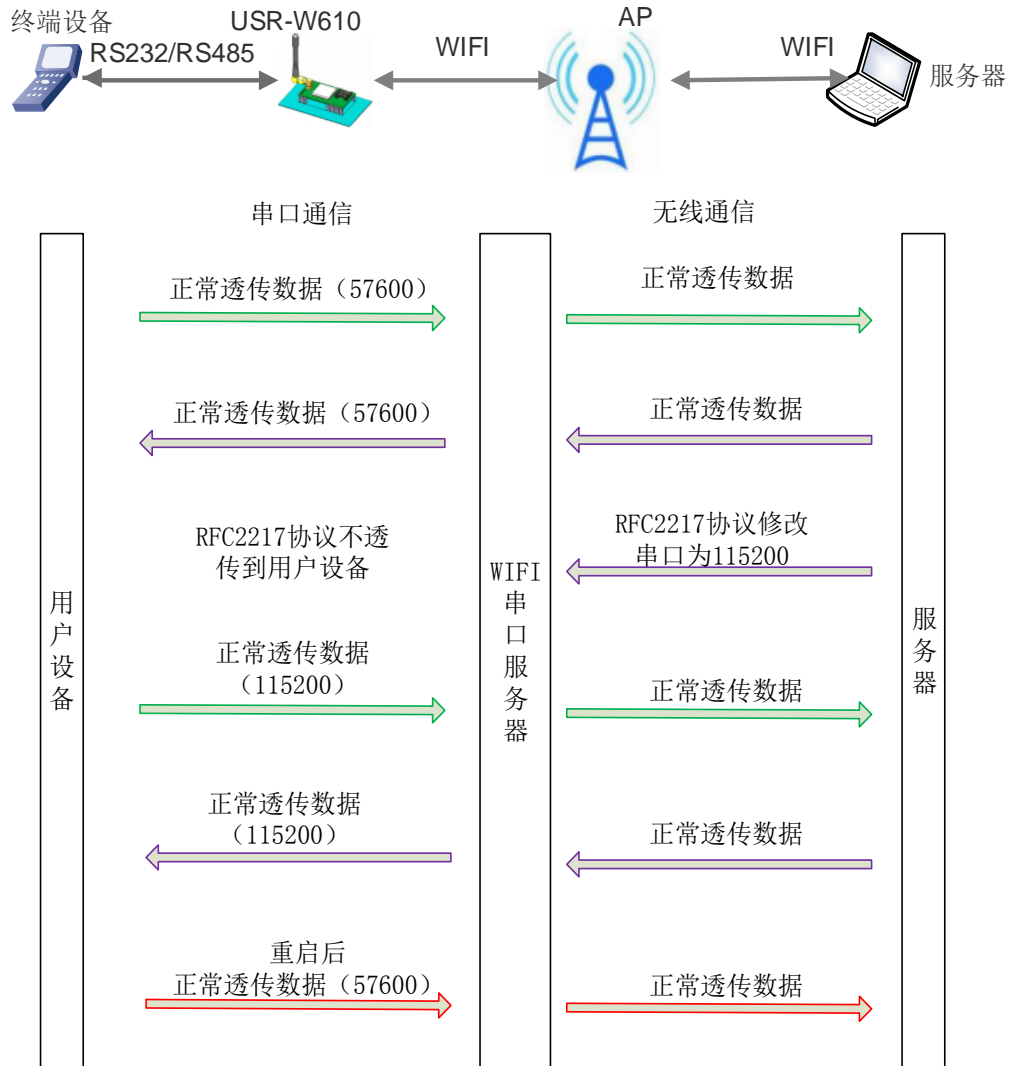 终端设备
USR-W610
AP
RS232/RS485
WIFI
WIFI
服务器
串口通信
无线通信
正常透传数据（57600）
正常透传数据
正常透传数据（57600）
正常透传数据
RFC2217协议不透
传到用户设备
RFC2217协议修改
串口为115200
用户设备
WIFI
串口服务器
服务器
正常透传数据
（115200）
正常透传数据
正常透传数据
（115200）
正常透传数据
重启后
正常透传数据（57600）
正常透传数据